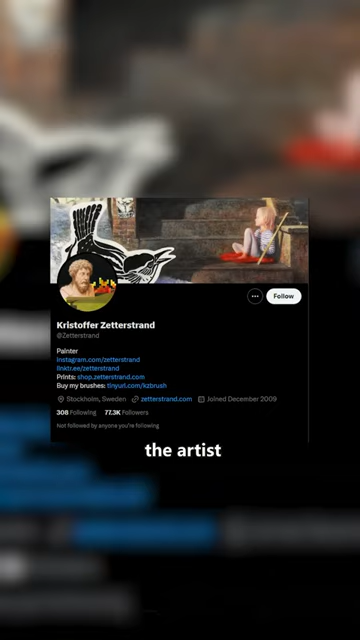 Follow
Kristoffer Zetterstrand
@Zetterstrand
Painter
instagram.com/zetterstrand
linktr.ee/zetterstrand
Prints: shop.zetterstrand.com
Buy my brushes: tinyurl.com/kzbrush
Stockholm, Sweden zetterstrand.com Joined December 2009
308 Following 77.3K Followers
Not followed by anyone you're following
the artist